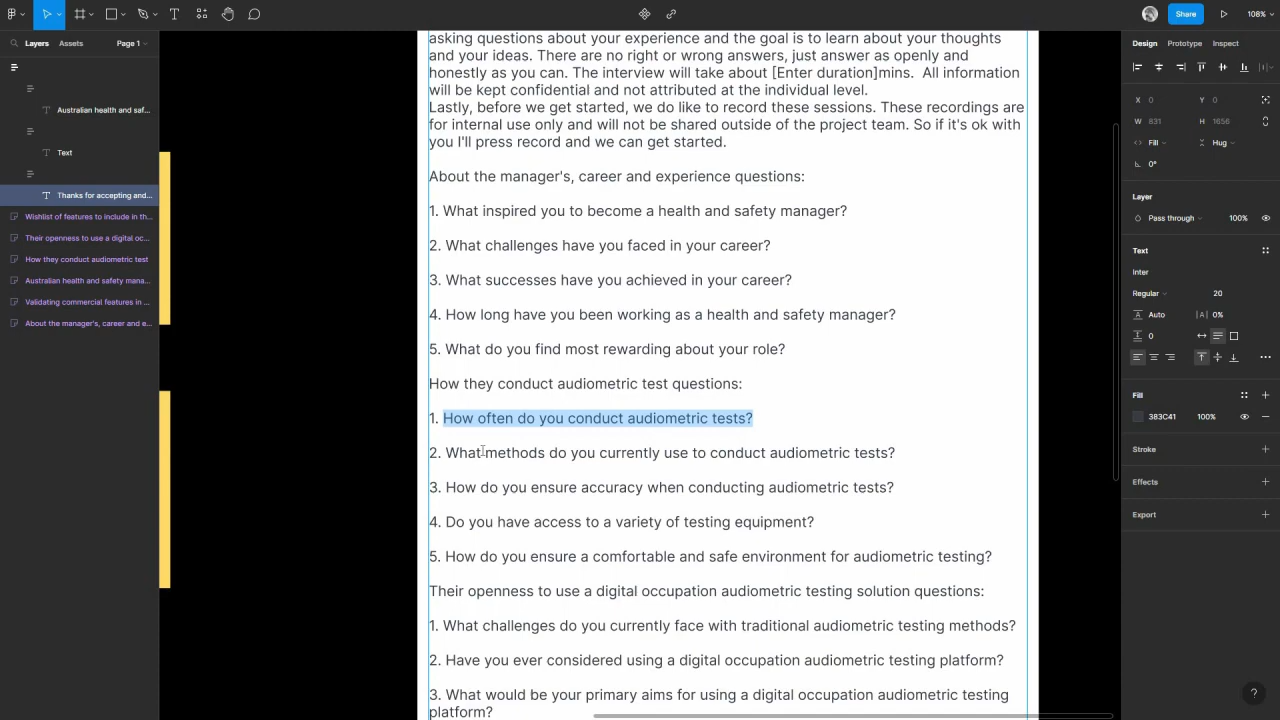 Share
108%
Layers
Assets
Page 1
Australian health and saf...
Text
Thanks for accepting and...
Wishlist of features to include in th...
Their openness to use a digital oc...
How they conduct audiometric test
Australian health and safety mana...
Validating commercial features in ...
About the manager's, career and e...
asking questions about your experience and the goal is to learn about your thoughts
and your ideas. There are no right or wrong answers, just answer as openly and
honestly as you can. The interview will take about [Enter duration]mins.  All information
will be kept confidential and not attributed at the individual level.
Lastly, before we get started, we do like to record these sessions. These recordings are
for internal use only and will not be shared outside of the project team. So if it's ok with
you I'll press record and we can get started.
About the manager's, career and experience questions:
1. What inspired you to become a health and safety manager?
2. What challenges have you faced in your career?
3. What successes have you achieved in your career?
4. How long have you been working as a health and safety manager?
5. What do you find most rewarding about your role?
How they conduct audiometric test questions:
1. How often do you conduct audiometric tests?
2. What methods do you currently use to conduct audiometric tests?
3. How do you ensure accuracy when conducting audiometric tests?
4. Do you have access to a variety of testing equipment?
5. How do you ensure a comfortable and safe environment for audiometric testing?
Their openness to use a digital occupation audiometric testing solution questions:
1. What challenges do you currently face with traditional audiometric testing methods?
2. Have you ever considered using a digital occupation audiometric testing platform?
3. What would be your primary aims for using a digital occupation audiometric testing
platform?
Design
Prototype
Inspect
X 0
Y 0
W 831
H 1656
Fill
Hug
0°
Layer
Pass through
100%
Text
Inter
Regular
20
Auto
|A| 0%
0
Fill
383C41
100%
Stroke
Effects
Export
?